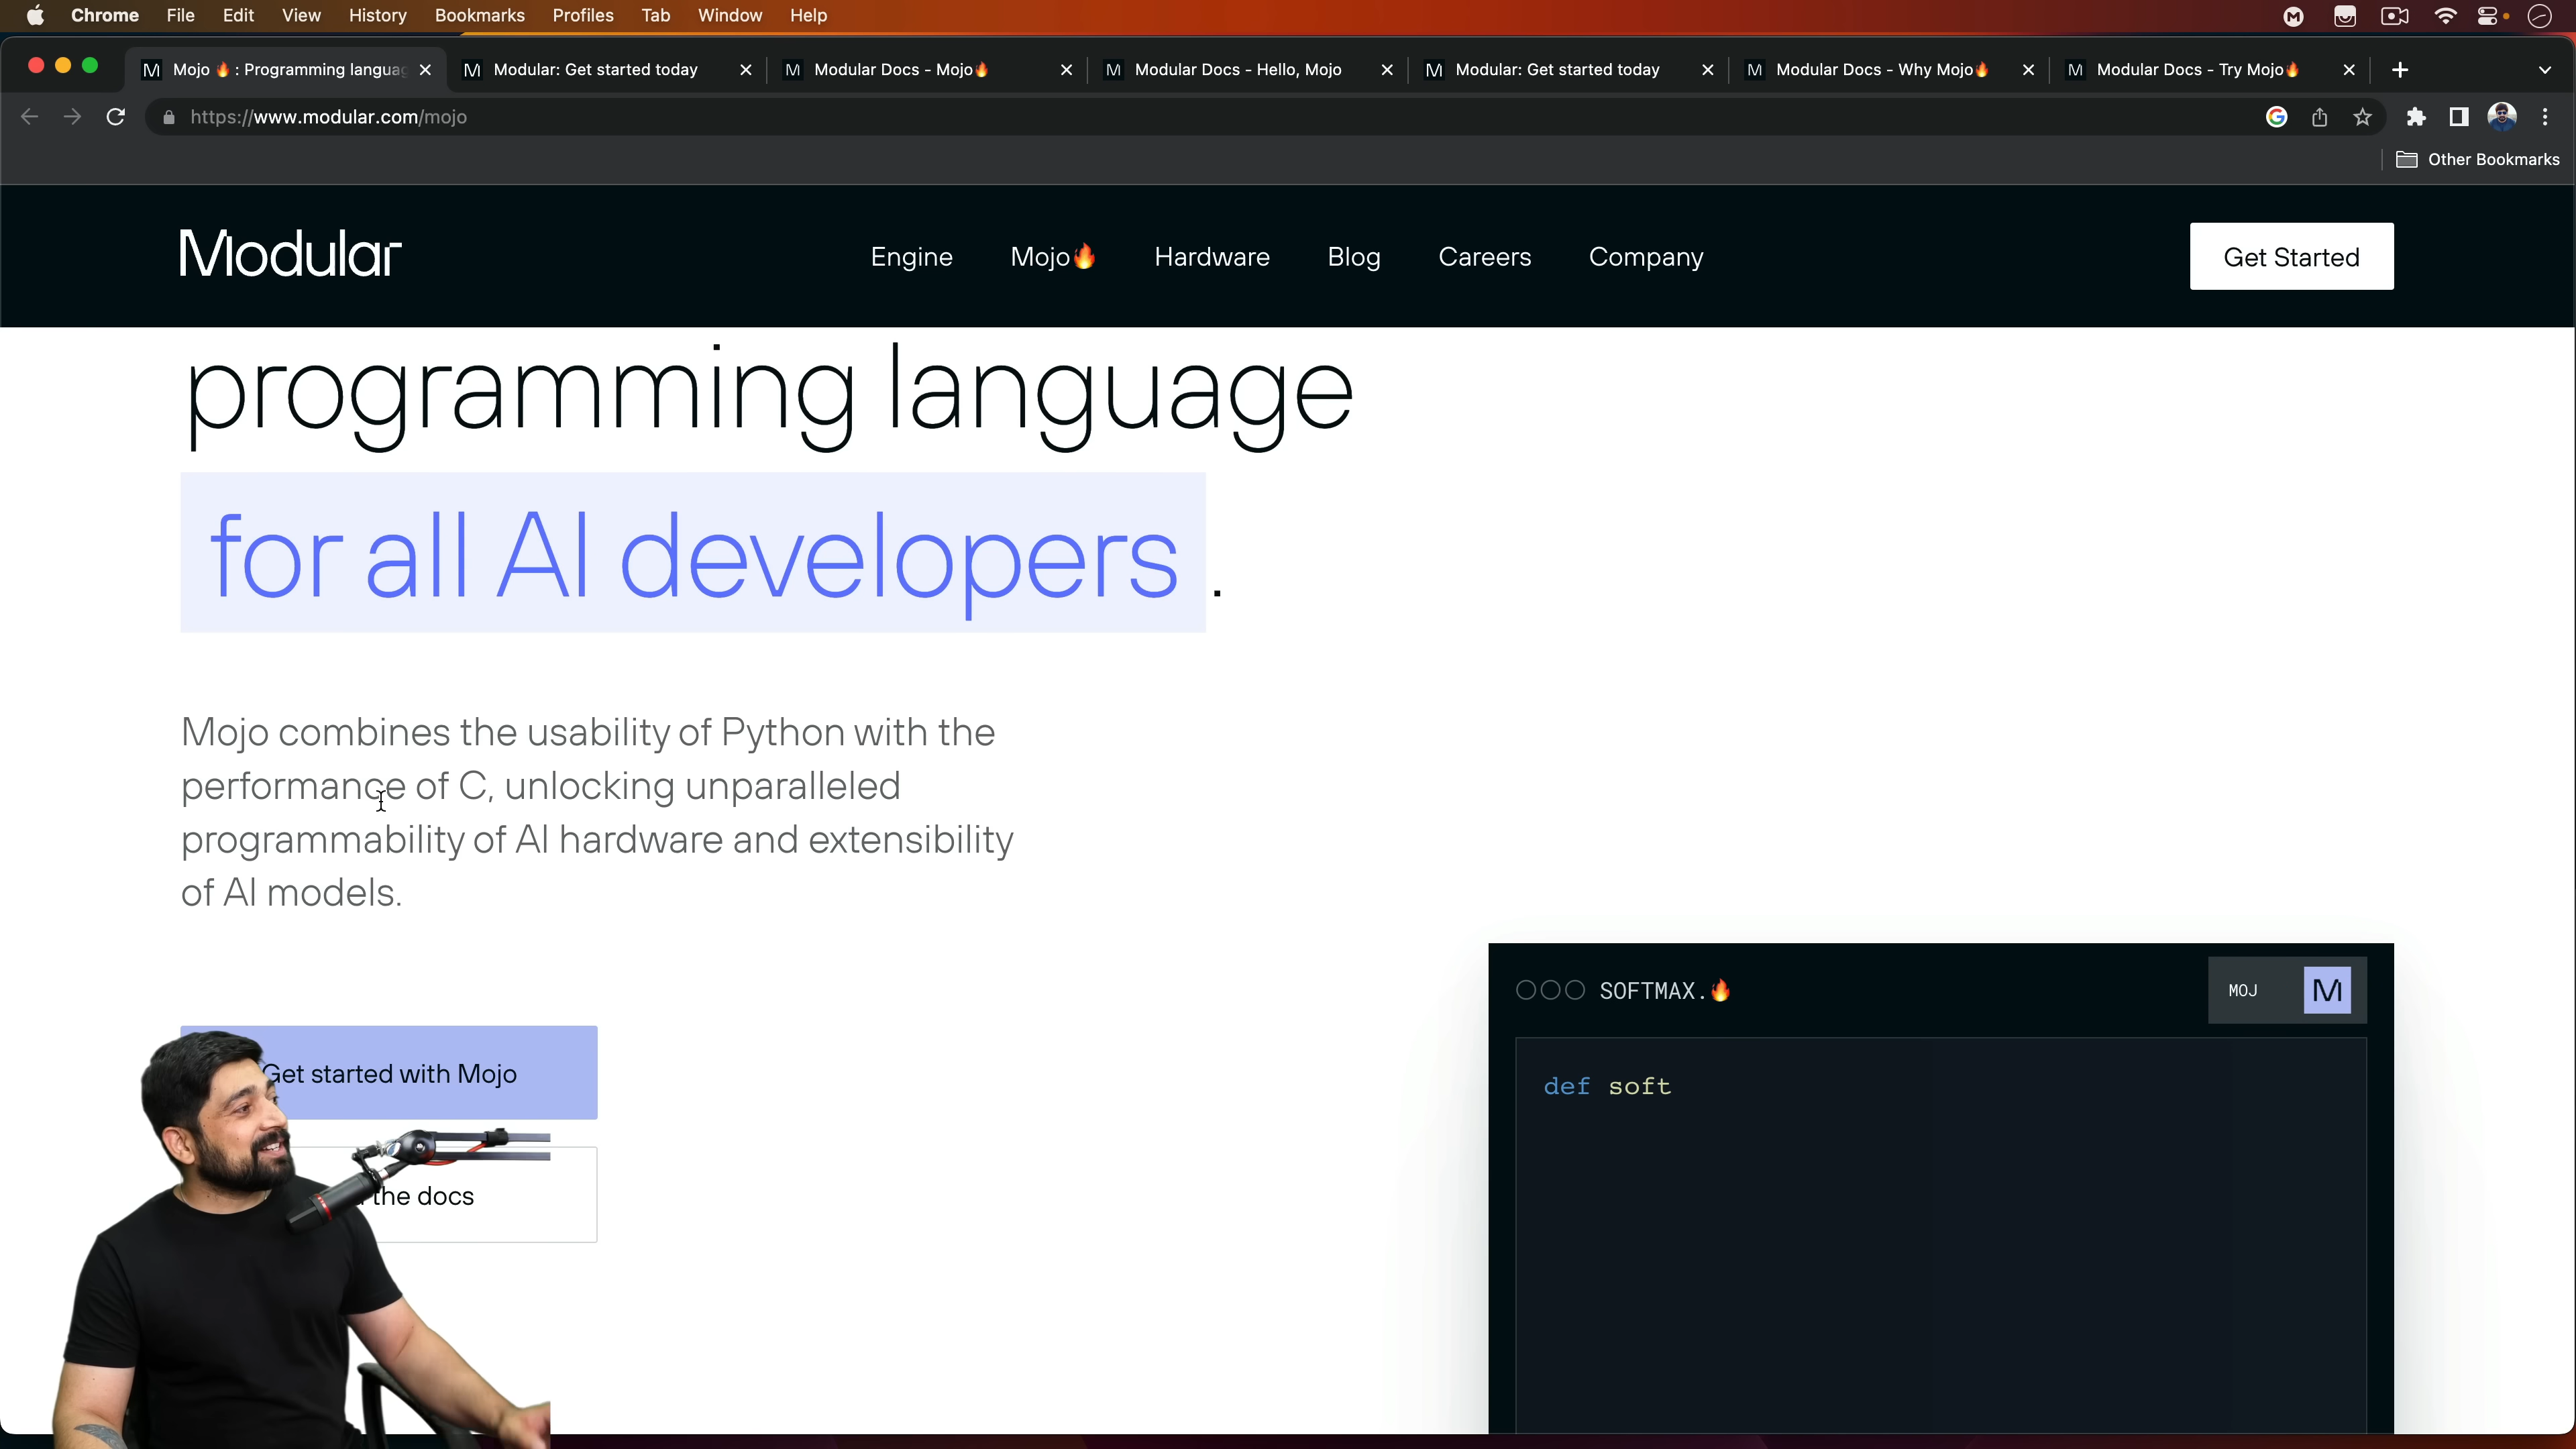 Chrome File Edit View History Bookmarks Profiles Tab Window Help
Mojo🔥: Programming languag
Modular: Get started today
Modular Docs - Mojo🔥
Modular Docs - Hello, Mojo
Modular: Get started today
Modular Docs - Why Mojo🔥
Modular Docs - Try Mojo🔥
https://www.modular.com/mojo
Other Bookmarks
Modular
Engine Mojo🔥 Hardware Blog Careers Company
Get Started
programming language
for all AI developers.
Mojo combines the usability of Python with the
performance of C, unlocking unparalleled
programmability of AI hardware and extensibility
of AI models.
SOFTMAX.🔥
MOJ
def soft
Get started with Mojo
the docs